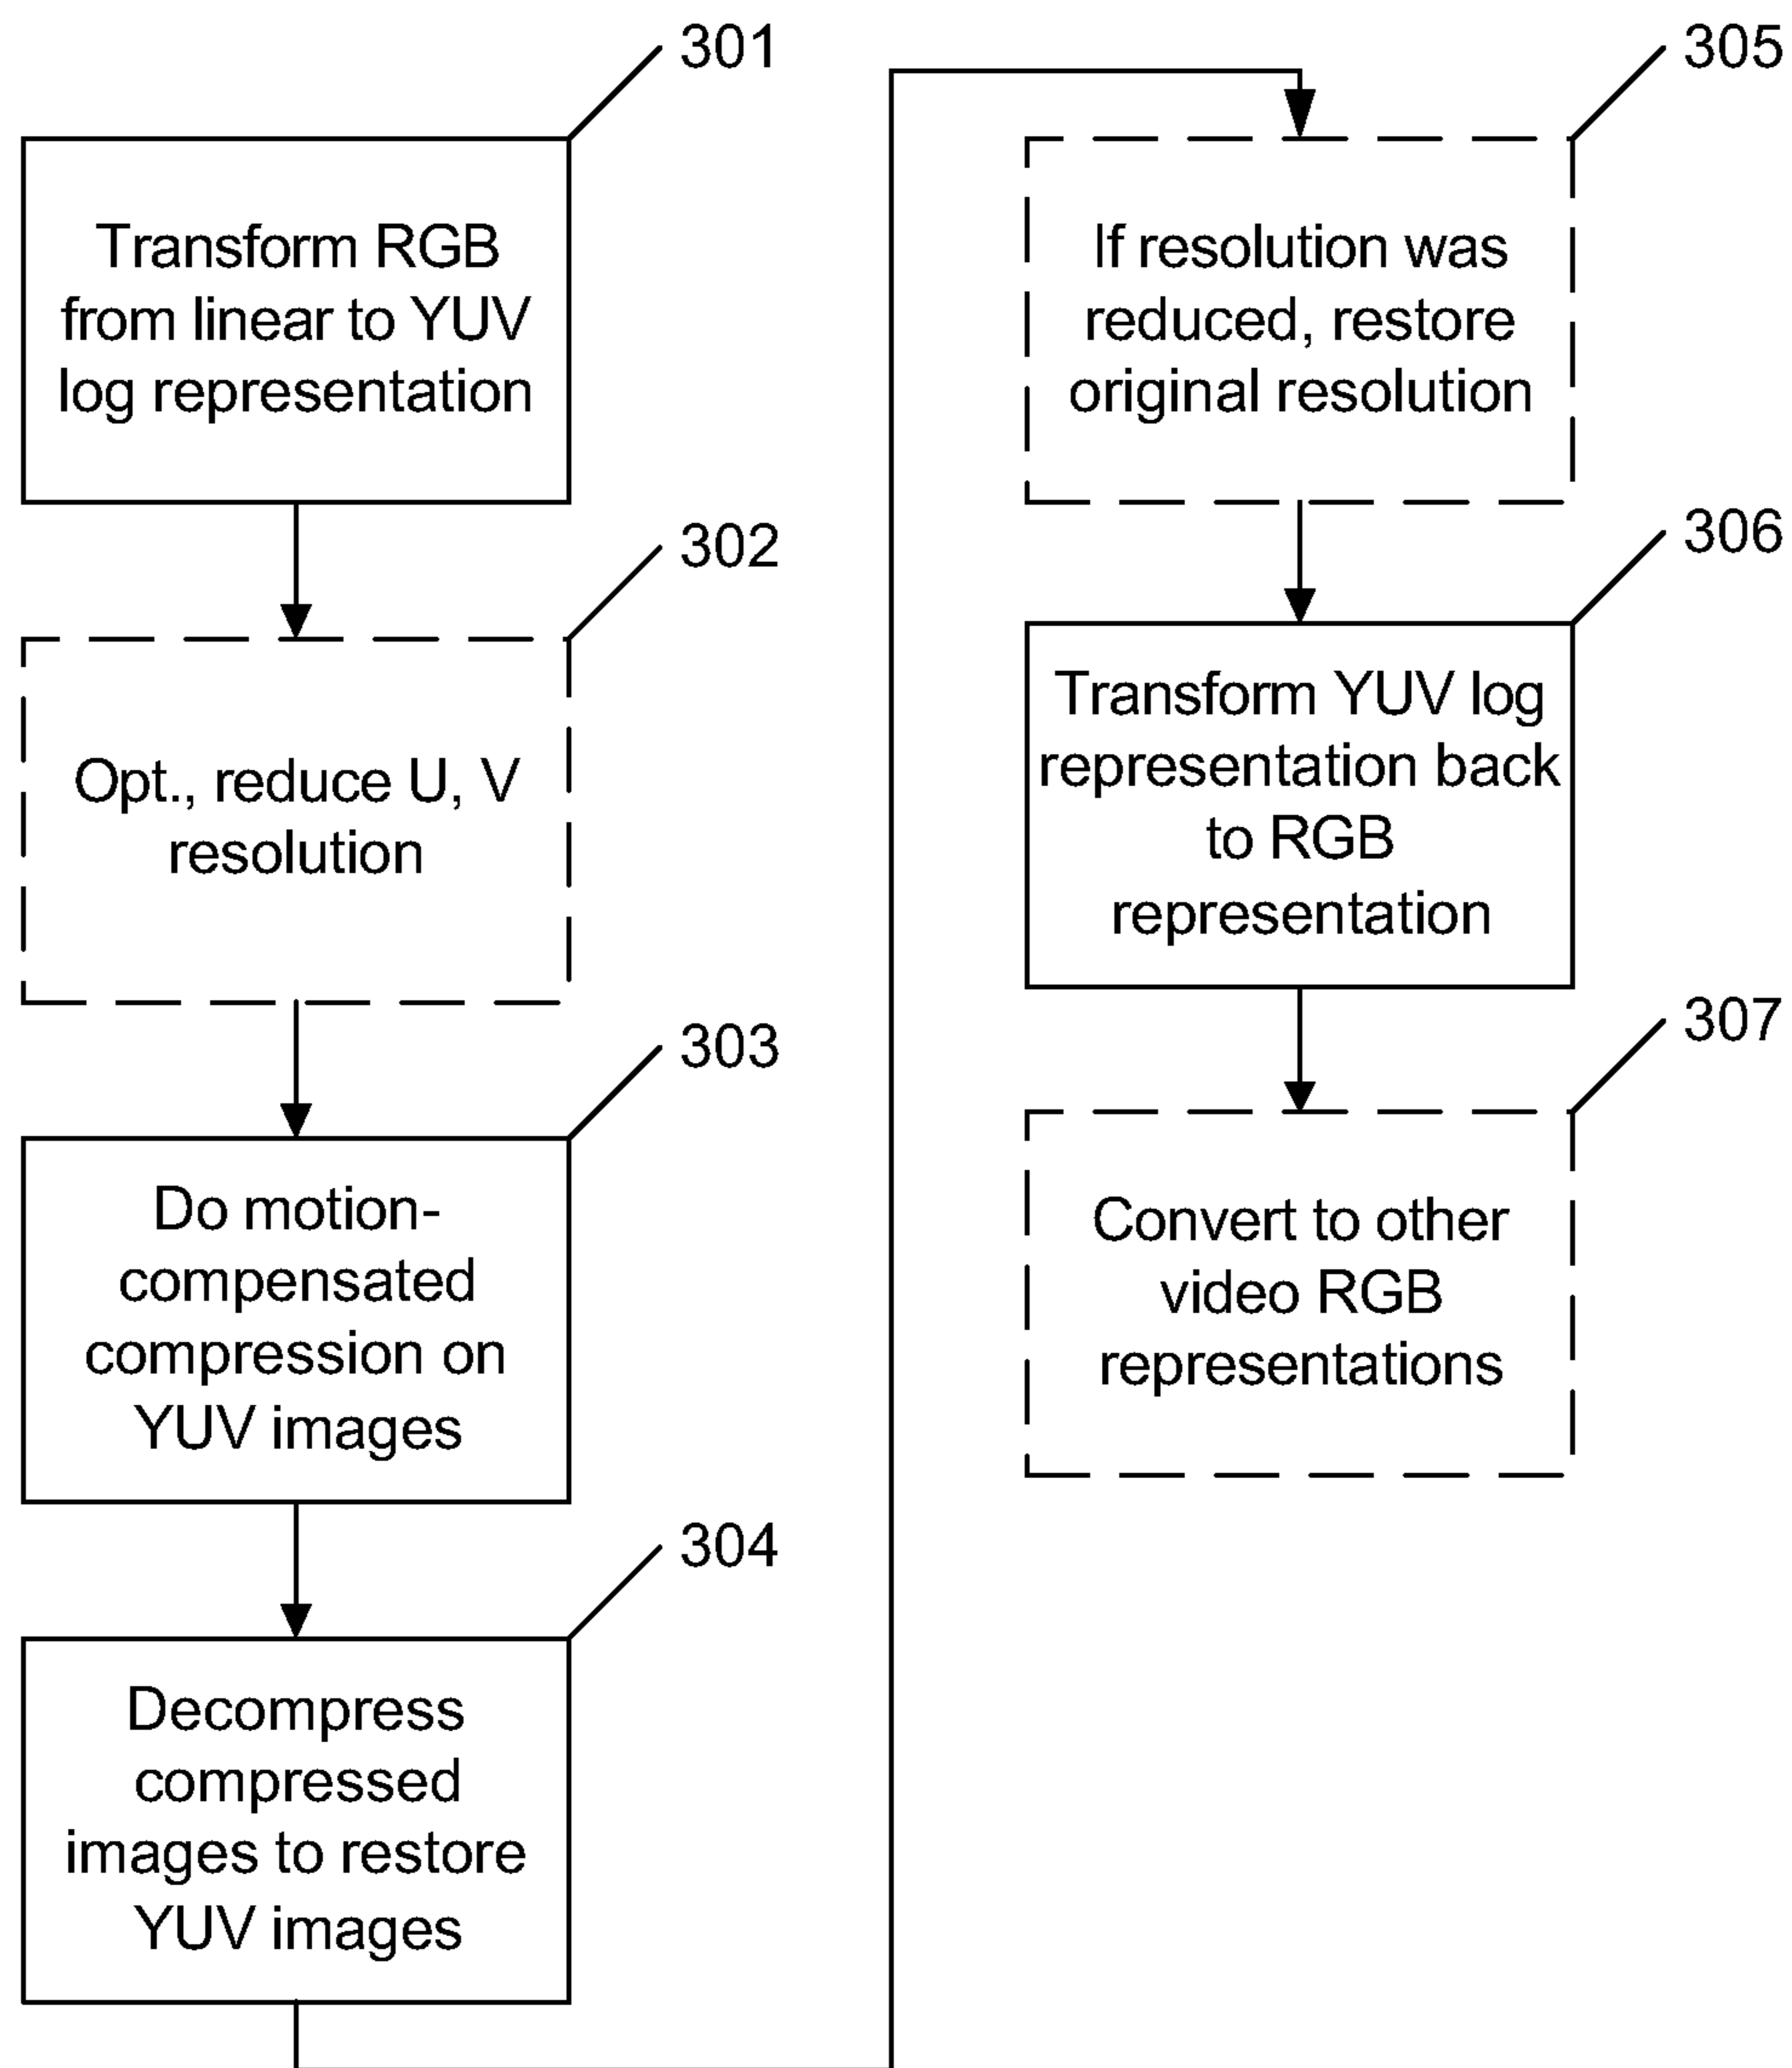 301
Transform RGB
from linear to YUV
log representation
302
Opt., reduce U, V
resolution
303
Do motion-
compensated
compression on
YUV images
304
Decompress
compressed
images to restore
YUV images
305
If resolution was
reduced, restore
original resolution
306
Transform YUV log
representation back
to RGB
representation
307
Convert to other
video RGB
representations